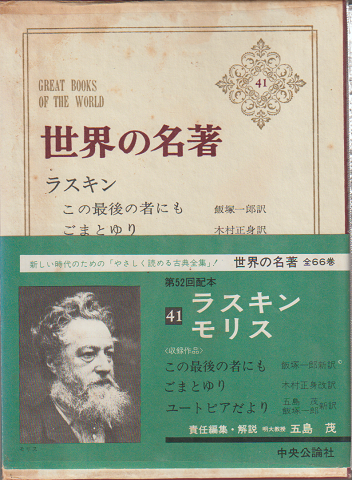 GREAT BOOKS
OF THE WORLD
41
世界の名著
ラスキン
この最後の者にも 飯塚一郎訳
ごまとゆり 木村正身訳
新しい時代のための「やさしく読める古典全集」!
世界の名著 全66巻
第52回配本
41 ラスキン
モリス
〈収録作品〉
この最後の者にも 飯塚一郎新訳
ごまとゆり 木村正身改訳
ユートピアだより 五島 茂 飯塚一郎 新訳
責任編集・解説 明大教授 五島 茂
中央公論社